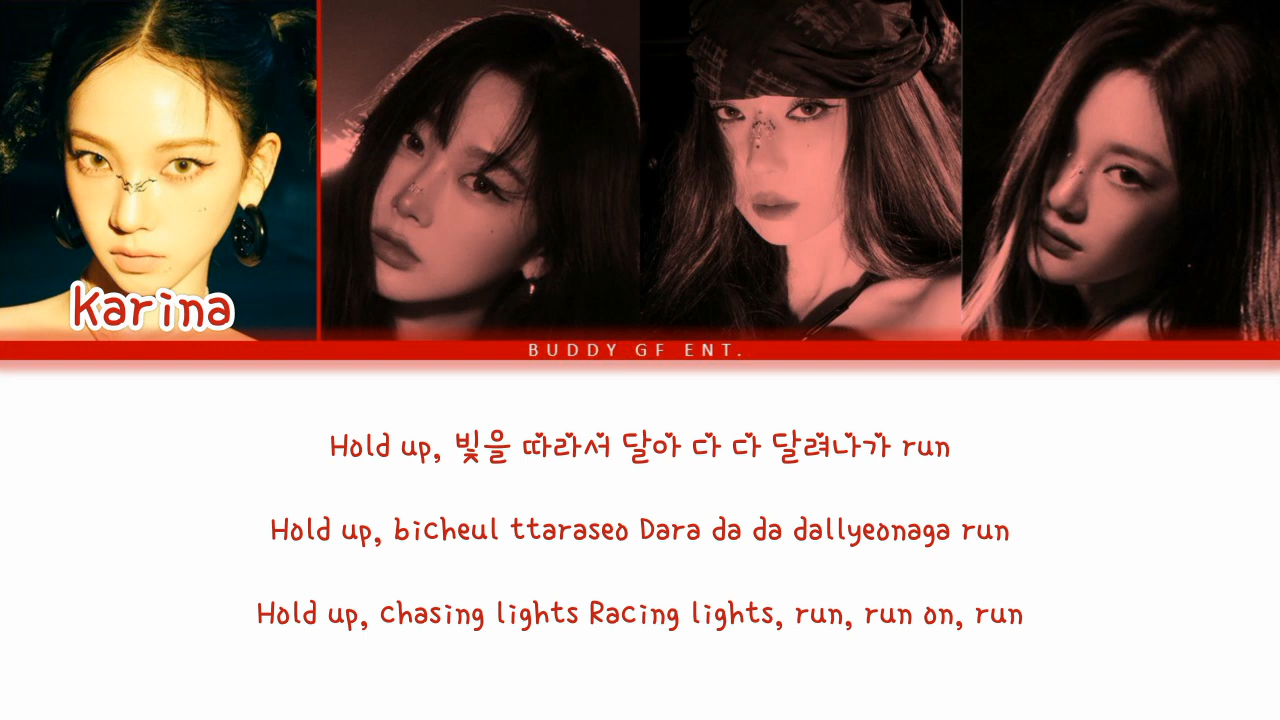 Karina
BUDDY GF ENT.
Hold up, 빛을 따라서 달아 다 다 달려나가 run
Hold up, bicheul ttaraseo Dara da da dallyeonaga run
Hold up, chasing lights Racing lights, run, run on, run